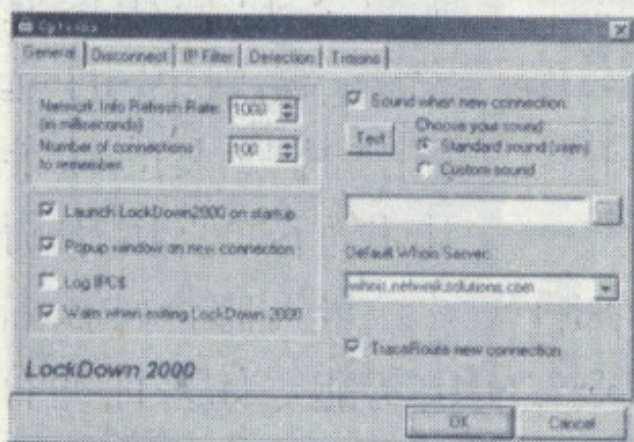 Options
General Disconnect IP Filter Detection Trojans
Network Info Refresh Rate:
(in milliseconds)
1000
Number of connections
to remember
100
Launch LockDown2000 on startup
Popup window on new connection
Log IPC$
Warn when exiting LockDown 2000
LockDown 2000
Sound when new connection
Test
Choose your sound
Standard sound (siren)
Custom sound
Default Whois Server:
whois.networksolutions.com
TraceRoute new connection
OK Cancel